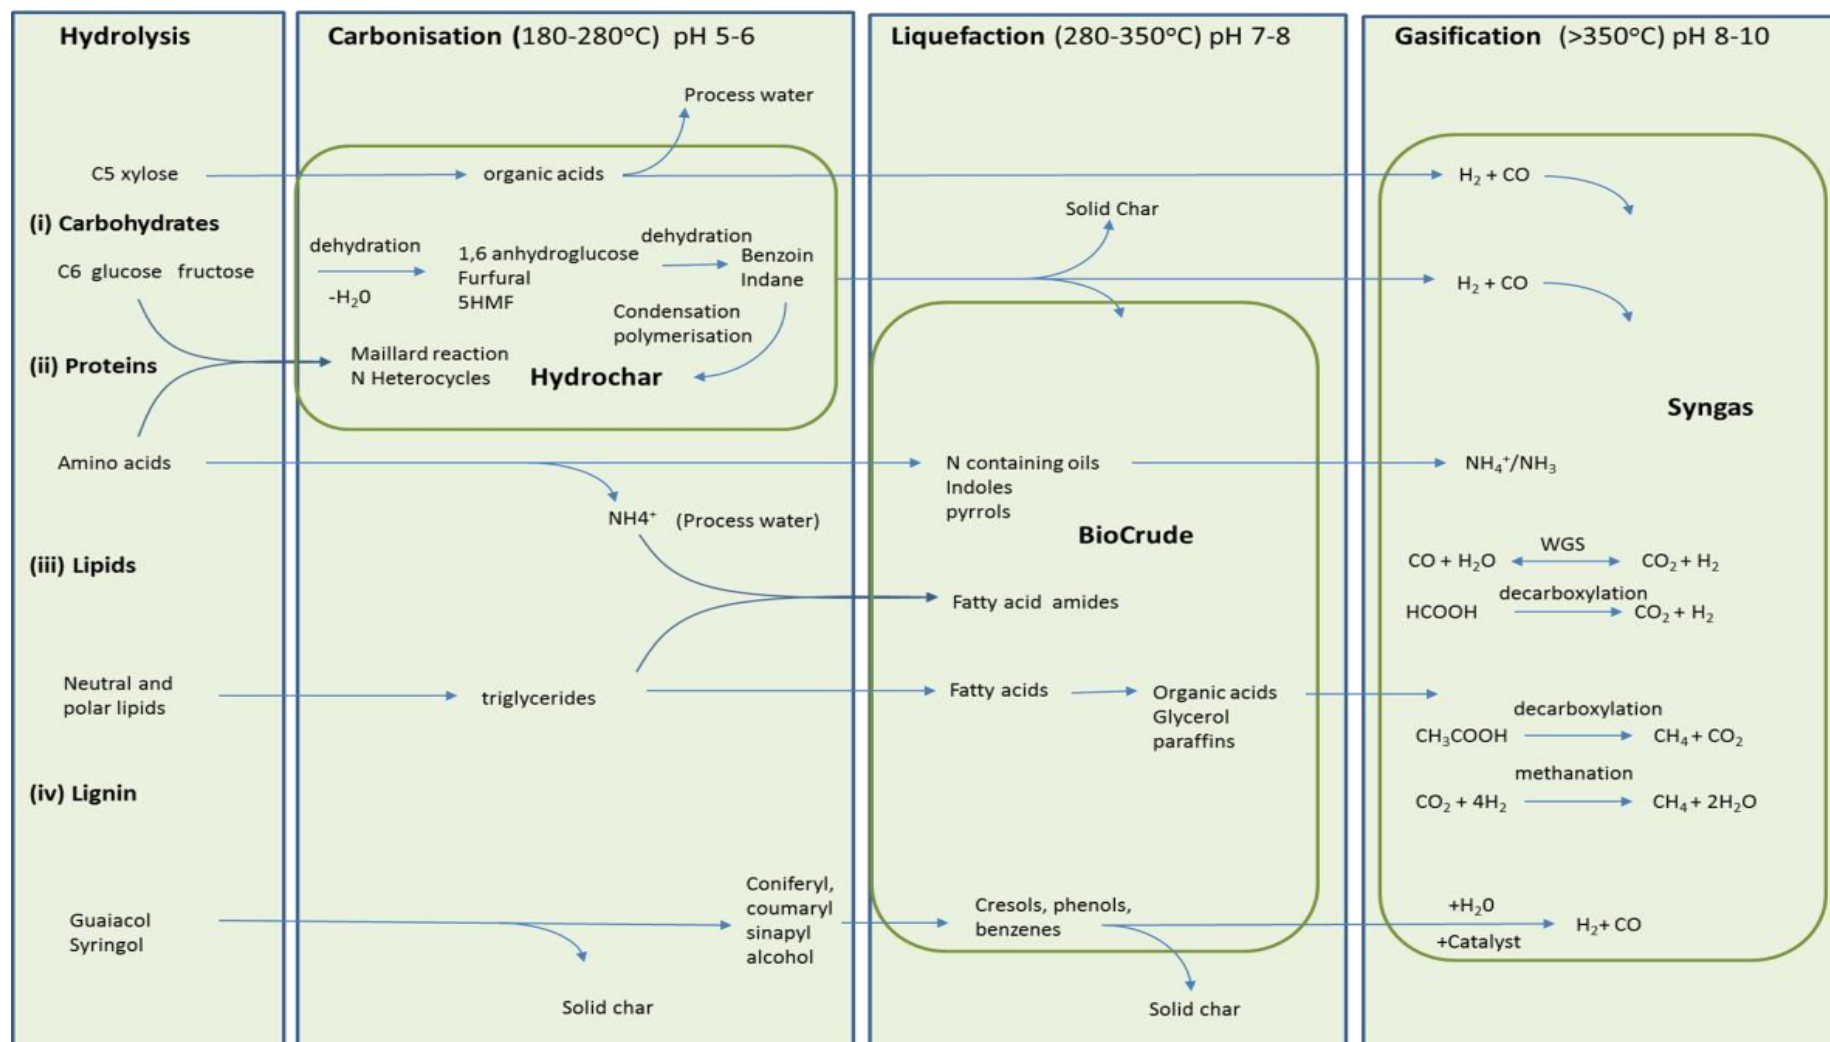 Hydrolysis
Carbonisation (180-280°C) pH 5-6
Liquefaction (280-350°C) pH 7-8
Gasification (>350°C) pH 8-10
Process water
C5 xylose
organic acids
H₂ + CO
Solid Char
(i) Carbohydrates
dehydration
-H₂0
C6 glucose fructose
1,6 anhydroglucose
Furfural
5HMF
dehydration
Benzoin
Indane
H₂ + CO
Condensation
polymerisation
(ii) Proteins
Maillard reaction
N Heterocycles
Hydrochar
Syngas
Amino acids
N containing oils
Indoles
pyrrols
NH₄⁺/NH₃
NH4⁺ (Process water)
BioCrude
(iii) Lipids
CO + H₂O
WGS
CO₂ + H₂
Fatty acid amides
HCOOH
decarboxylation
CO₂ + H₂
Neutral and
polar lipids
triglycerides
Fatty acids
Organic acids
Glycerol
paraffins
CH₃COOH
decarboxylation
CH₄ + CO₂
(iv) Lignin
CO₂ + 4H₂
methanation
CH₄ + 2H₂O
Guaiacol
Syringol
Coniferyl,
coumaryl
sinapyl
alcohol
Cresols, phenols,
benzenes
+H₂0
+Catalyst
H₂+ CO
Solid char
Solid char